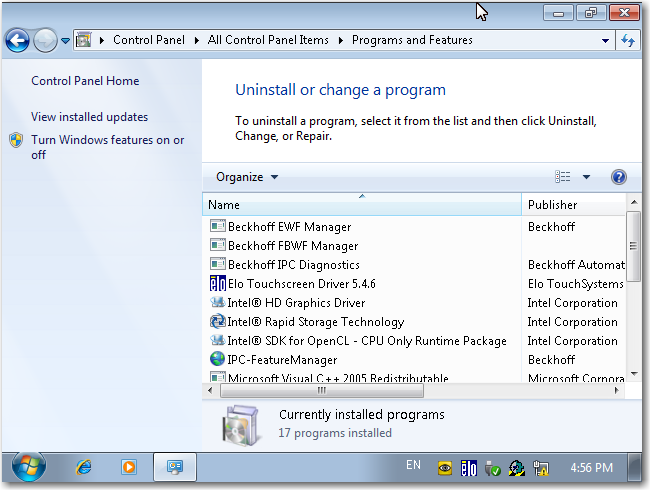 Control Panel
All Control Panel Items
Programs and Features
Control Panel Home
View installed updates
Turn Windows features on or
off
Uninstall or change a program
To uninstall a program, select it from the list and then click Uninstall,
Change, or Repair.
Organize
Name Publisher
Beckhoff EWF Manager Beckhoff
Beckhoff FBWF Manager
Beckhoff IPC Diagnostics Beckhoff Automat
elo Elo Touchscreen Driver 5.4.6 Elo TouchSystems
Intel® HD Graphics Driver Intel Corporation
Intel® Rapid Storage Technology Intel Corporation
Intel® SDK for OpenCL - CPU Only Runtime Package Intel Corporation
IPC-FeatureManager Beckhoff
Microsoft Visual C++ 2005 Redistributable Microsoft Corpora
Currently installed programs
17 programs installed
EN elo 4:56 PM